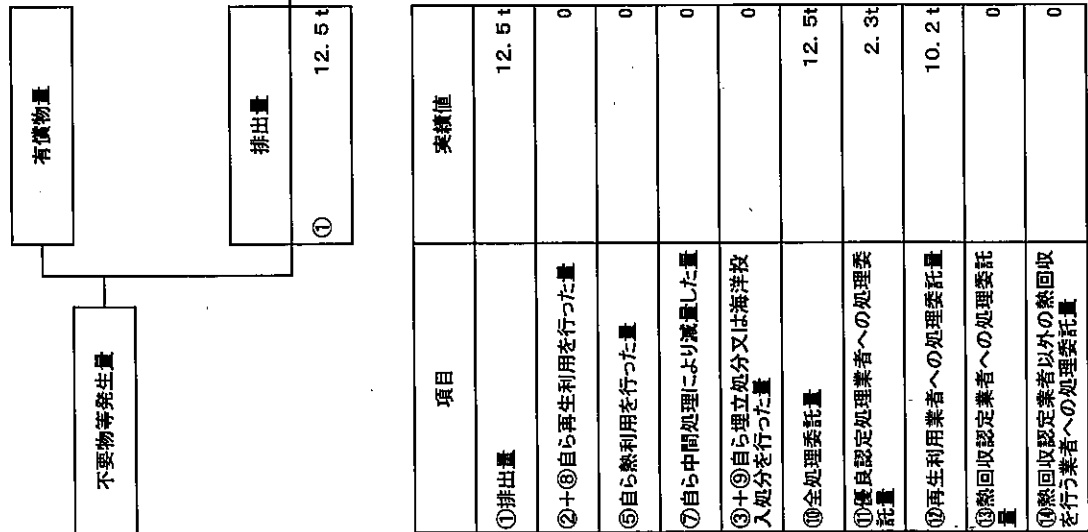 不要物等発生量
有償物量
排出量
①
12.5 t
項目
実績値
①排出量
12.5 t
②+⑧自ら再生利用を行った量
0
⑤自ら熱利用を行った量
0
⑦自ら中間処理により減量した量
0
③+⑨自ら埋立処分又は海洋投
入処分を行った量
0
⑩全処理委託量
12.5t
⑪優良認定処理業者への処理委
託量
2.3t
⑫再生利用業者への処理委託量
10.2 t
⑬熱回収認定業者への処理委託
量
0
⑭熱回収認定業者以外の熱回収
を行う業者への処理委託量
0